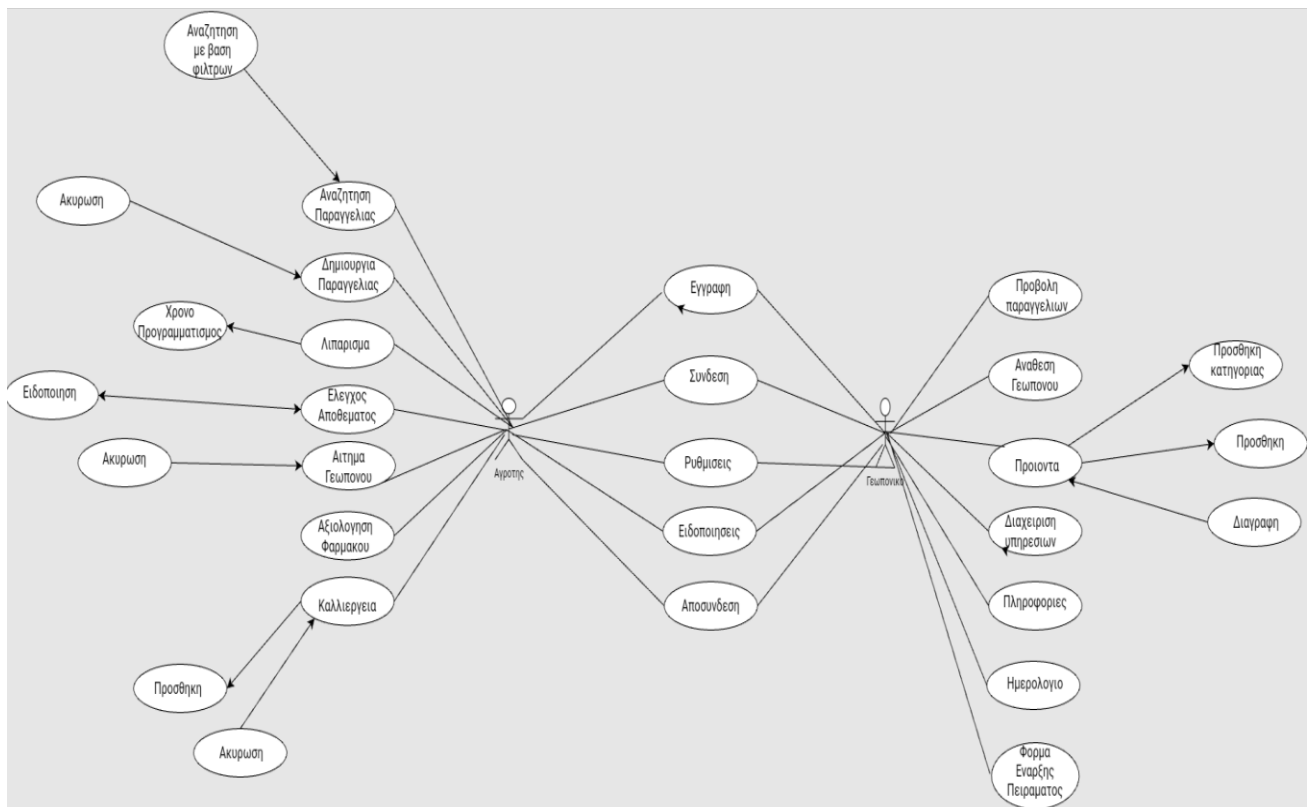 Αναζητηση
με βαση
φιλτρων
Ακυρωση
Αναζητηση
Παραγγελιας
Δημιουργια
Παραγγελιας
Χρονο
Προγραμματισμος
Λιπαρισμα
Ειδοποιηση
Ελεγχος
Αποθεματος
Ακυρωση
Αιτημα
Γεωπονου
Αξιολογηση
Φαρμακου
Καλλιεργεια
Προσθηκη
Ακυρωση
Αγροτης
Εγγραφη
Συνδεση
Ρυθμισεις
Ειδοποιησεις
Αποσυνδεση
Γεωπονικο
Προβολη
παραγγελιων
Αναθεση
Γεωπονου
Προιοντα
Διαχειριση
υπηρεσιων
Πληροφοριες
Ημερολογιο
Φορμα
Εναρξης
Πειραματος
Προσθηκη
κατηγοριας
Προσθηκη
Διαγραφη